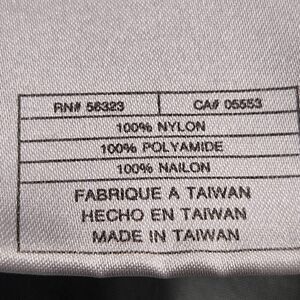 RN# 56323 CA# 05553
100% NYLON
100% POLYAMIDE
100% NAILON
FABRIQUE A TAIWAN
HECHO EN TAIWAN
MADE IN TAIWAN